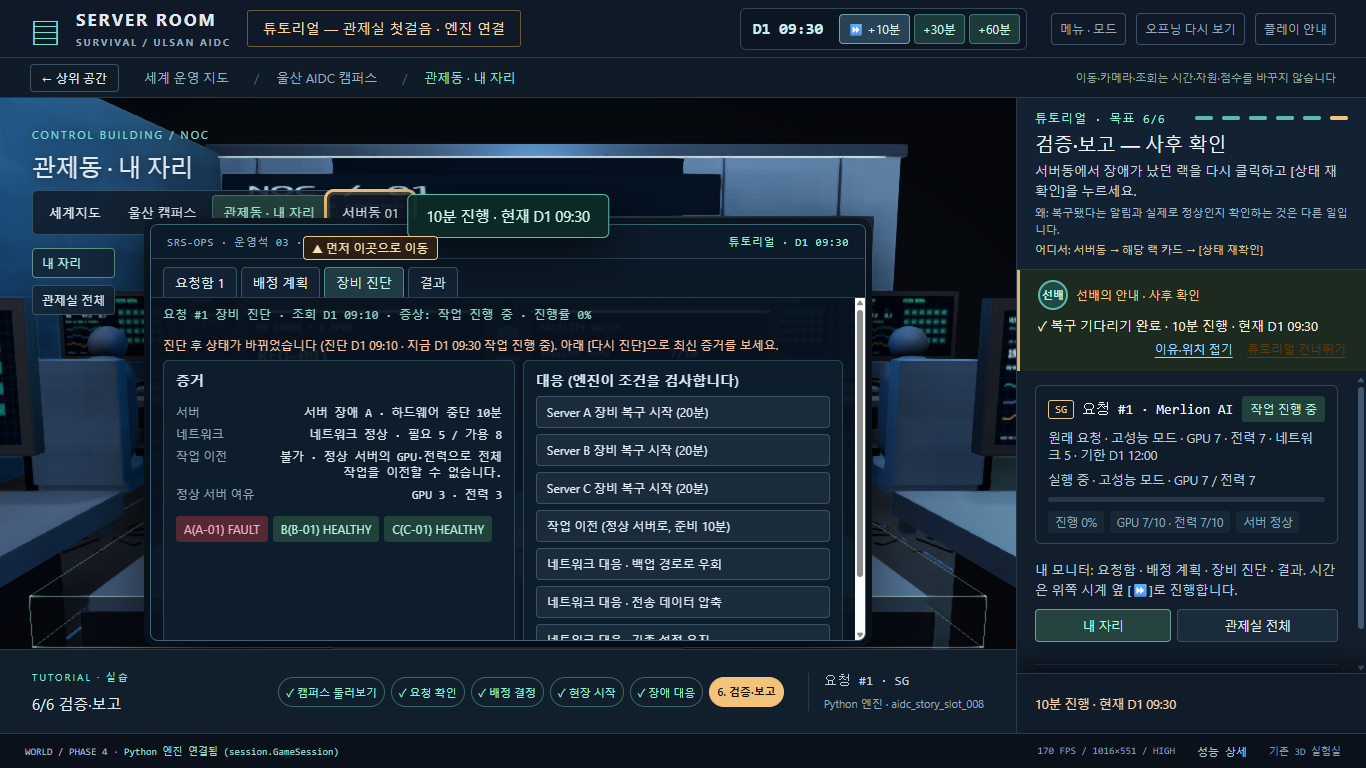 SERVER ROOM
SURVIVAL / ULSAN AIDC
튜토리얼 — 관제실 첫걸음 · 엔진 연결
D1 09:30
⏩ +10분
+30분
+60분
메뉴 · 모드
오프닝 다시 보기
플레이 안내
← 상위 공간
세계 운영 지도 / 울산 AIDC 캠퍼스 / 관제동 · 내 자리
이동·카메라·조회는 시간·자원·점수를 바꾸지 않습니다
CONTROL BUILDING / NOC
관제동 · 내 자리
세계지도
울산 캠퍼스
관제동 · 내 자리
서버동 01
10분 진행 · 현재 D1 09:30
내 자리
관제실 전체
SRS-OPS · 운영석 03 ·
▲ 먼저 이곳으로 이동
튜토리얼 · D1 09:30
요청함 1
배정 계획
장비 진단
결과
요청 #1 장비 진단 · 조회 D1 09:10 · 증상: 작업 진행 중 · 진행률 0%
진단 후 상태가 바뀌었습니다 (진단 D1 09:10 · 지금 D1 09:30 작업 진행 중). 아래 [다시 진단]으로 최신 증거를 보세요.
증거
서버 서버 장애 A · 하드웨어 중단 10분
네트워크 네트워크 정상 · 필요 5 / 가용 8
작업 이전 불가 · 정상 서버의 GPU·전력으로 전체
작업을 이전할 수 없습니다.
정상 서버 여유 GPU 3 · 전력 3
A(A-01) FAULT
B(B-01) HEALTHY
C(C-01) HEALTHY
대응 (엔진이 조건을 검사합니다)
Server A 장비 복구 시작 (20분)
Server B 장비 복구 시작 (20분)
Server C 장비 복구 시작 (20분)
작업 이전 (정상 서버로, 준비 10분)
네트워크 대응 · 백업 경로로 우회
네트워크 대응 · 전송 데이터 압축
네트워크 대응 · 기존 설정 유지
튜토리얼 · 목표 6/6
검증·보고 — 사후 확인
서버동에서 장애가 났던 랙을 다시 클릭하고 [상태 재
확인]을 누르세요.
왜: 복구됐다는 알림과 실제로 정상인지 확인하는 것은 다른 일입
니다.
어디서: 서버동 → 해당 랙 카드 → [상태 재확인]
선배
선배의 안내 · 사후 확인
✓ 복구 기다리기 완료 · 10분 진행 · 현재 D1 09:30
이유·위치 접기
튜토리얼 건너뛰기
SG 요청 #1 · Merlion AI
작업 진행 중
원래 요청 · 고성능 모드 · GPU 7 · 전력 7 · 네트워
크 5 · 기한 D1 12:00
실행 중 · 고성능 모드 · GPU 7 / 전력 7
진행 0%
GPU 7/10 · 전력 7/10
서버 정상
내 모니터: 요청함 · 배정 계획 · 장비 진단 · 결과. 시간
은 위쪽 시계 옆 [⏩]로 진행합니다.
내 자리
관제실 전체
10분 진행 · 현재 D1 09:30
TUTORIAL · 실습
6/6 검증·보고
✓ 캠퍼스 둘러보기
✓ 요청 확인
✓ 배정 결정
✓ 현장 시작
✓ 장애 대응
6. 검증·보고
요청 #1 · SG
Python 엔진 · aidc_story_slot_008
WORLD / PHASE 4 · Python 엔진 연결됨 (session.GameSession)
170 FPS / 1016×551 / HIGH
성능 상세
기존 3D 실험실